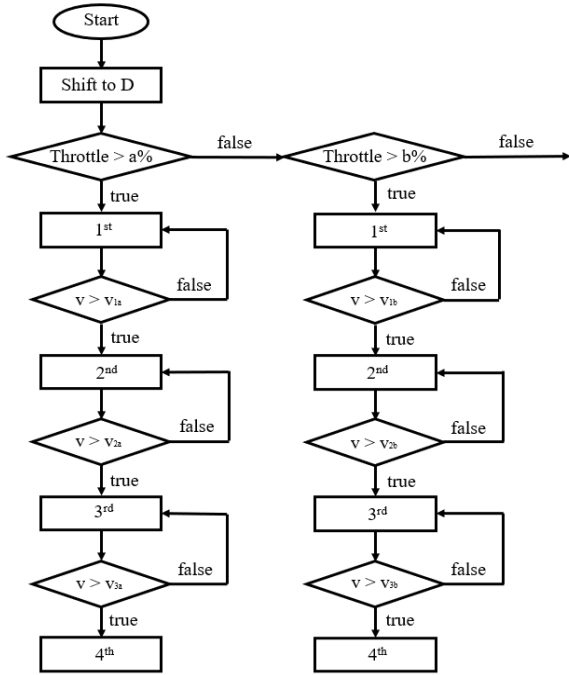 Start
Shift to D
Throttle > a%
false
Throttle > b%
false
true
true
1st
1st
v > v1a
false
v > v1b
false
true
true
2nd
2nd
v > v2a
false
v > v2b
false
true
true
3rd
3rd
v > v3a
false
v > v3b
false
true
true
4th
4th